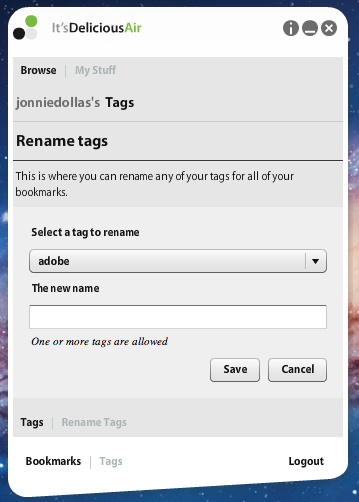 It'sDeliciousAir
Browse | My Stuff
jonniedollas's Tags
Rename tags
This is where you can rename any of your tags for all of your
bookmarks.
Select a tag to rename
adobe
The new name
One or more tags are allowed
Save Cancel
Tags | Rename Tags
Bookmarks | Tags Logout